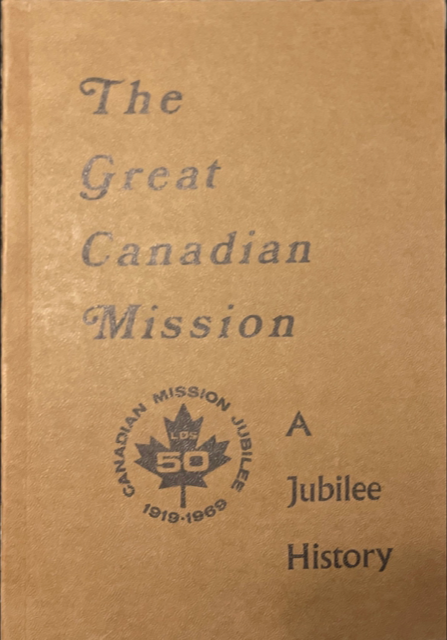 The
Great
Canadian
Mission
CANADIAN MISSION JUBILEE
LDS
50
1919-1969
A
Jubilee
History